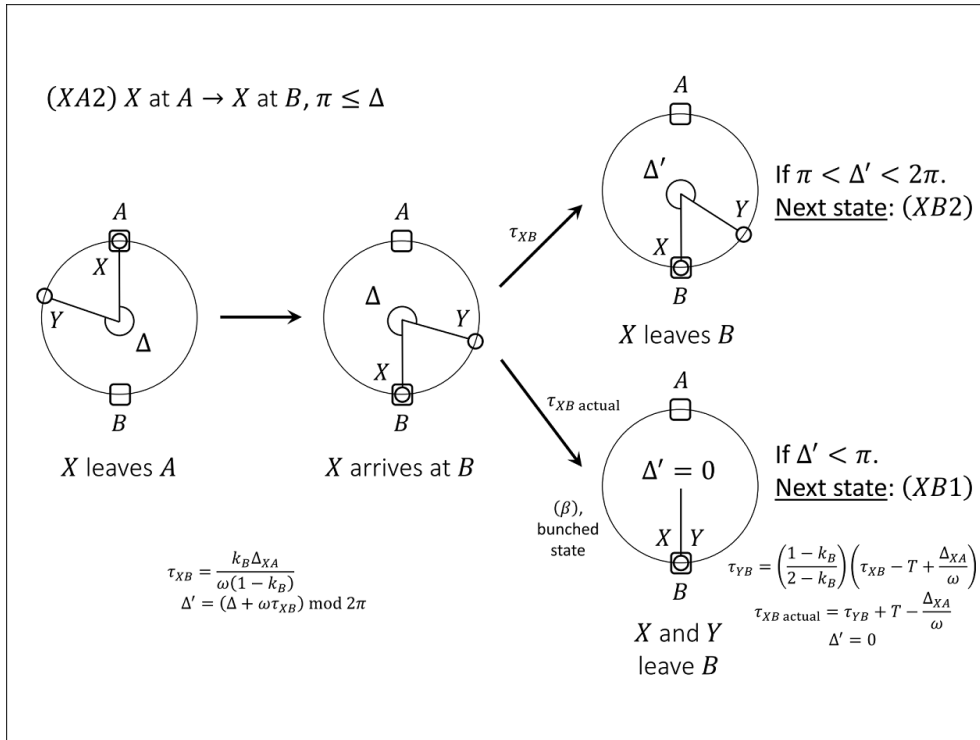 (XA2) X at A → X at B, π ≤ Δ
A
X
Y
Δ
B
X leaves A
A
Δ
Y
X
B
X arrives at B
τ_XB
τ_XB actual
A
Δ′
Y
X
B
X leaves B
If π < Δ′ < 2π.
Next state: (XB2)
A
Δ′ = 0
X Y
B
X and Y
leave B
(β),
bunched
state
If Δ′ < π.
Next state: (XB1)
τ_XB = k_BΔ_XA / ω(1 − k_B)
Δ′ = (Δ + ωτ_XB) mod 2π
τ_YB = ((1 − k_B) / (2 − k_B)) (τ_XB − T + Δ_XA / ω)
τ_XB actual = τ_YB + T − Δ_XA / ω
Δ′ = 0